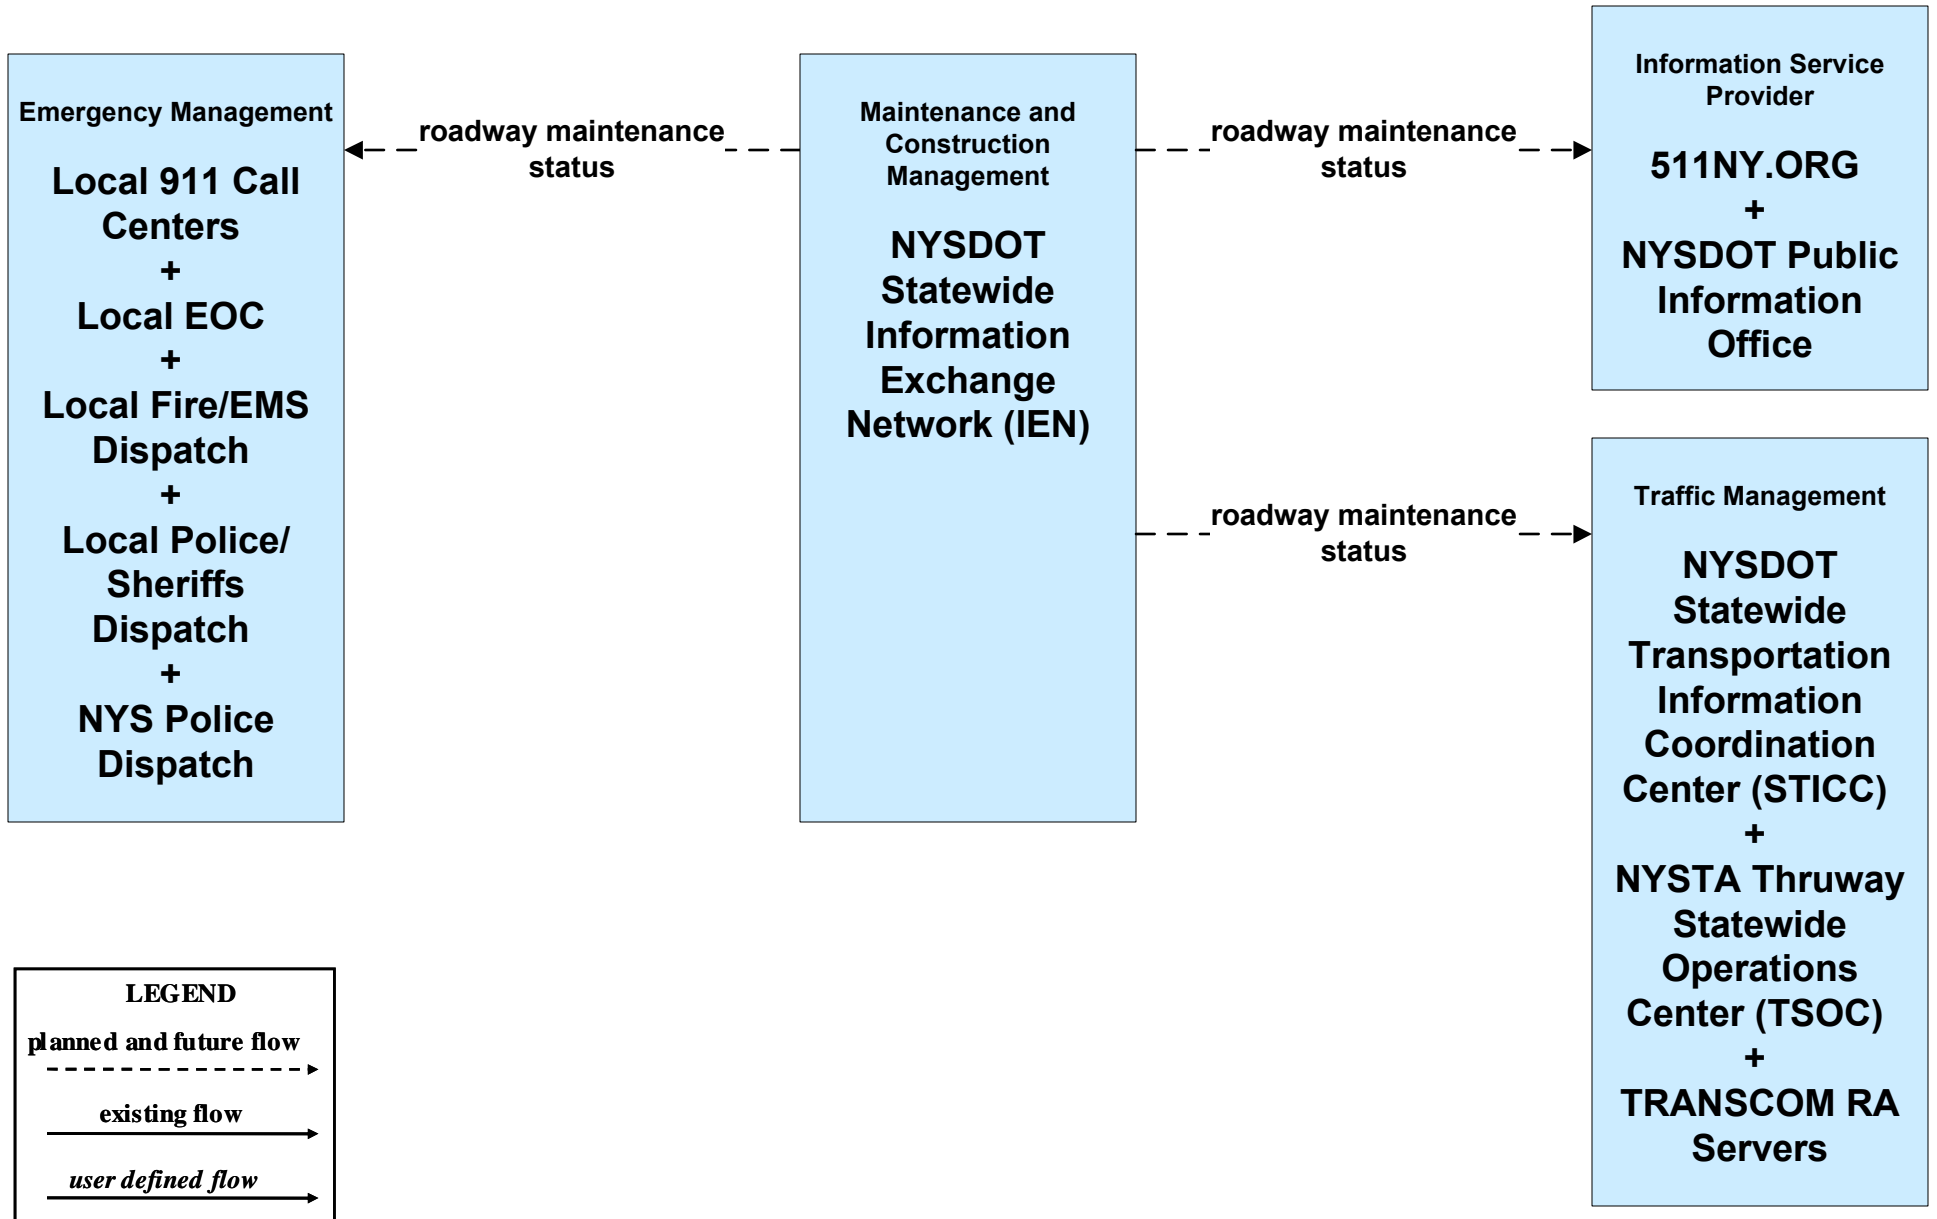 Emergency Management
Local 911 Call
Centers
+
Local EOC
+
Local Fire/EMS
Dispatch
+
Local Police/
Sheriffs
Dispatch
+
NYS Police
Dispatch
roadway maintenance
status
Maintenance and
Construction
Management
NYSDOT
Statewide
Information
Exchange
Network (IEN)
roadway maintenance
status
Information Service
Provider
511NY.ORG
+
NYSDOT Public
Information
Office
roadway maintenance
status
Traffic Management
NYSDOT
Statewide
Transportation
Information
Coordination
Center (STICC)
+
NYSTA Thruway
Statewide
Operations
Center (TSOC)
+
TRANSCOM RA
Servers
LEGEND
planned and future flow
existing flow
user defined flow